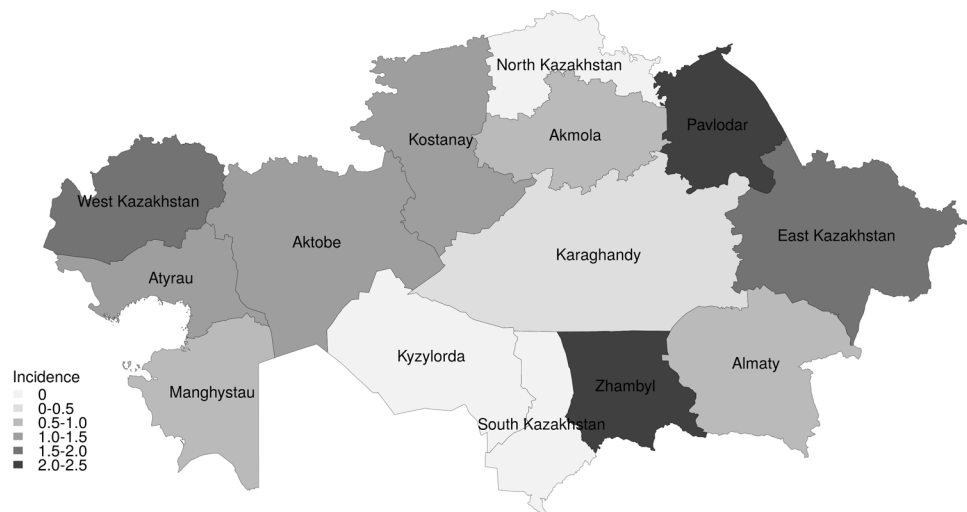 North Kazakhstan
Pavlodar
Kostanay
Akmola
West Kazakhstan
East Kazakhstan
Aktobe
Karaghandy
Atyrau
Kyzylorda
Almaty
Zhambyl
Manghystau
South Kazakhstan
Incidence
0
0-0.5
0.5-1.0
1.0-1.5
1.5-2.0
2.0-2.5